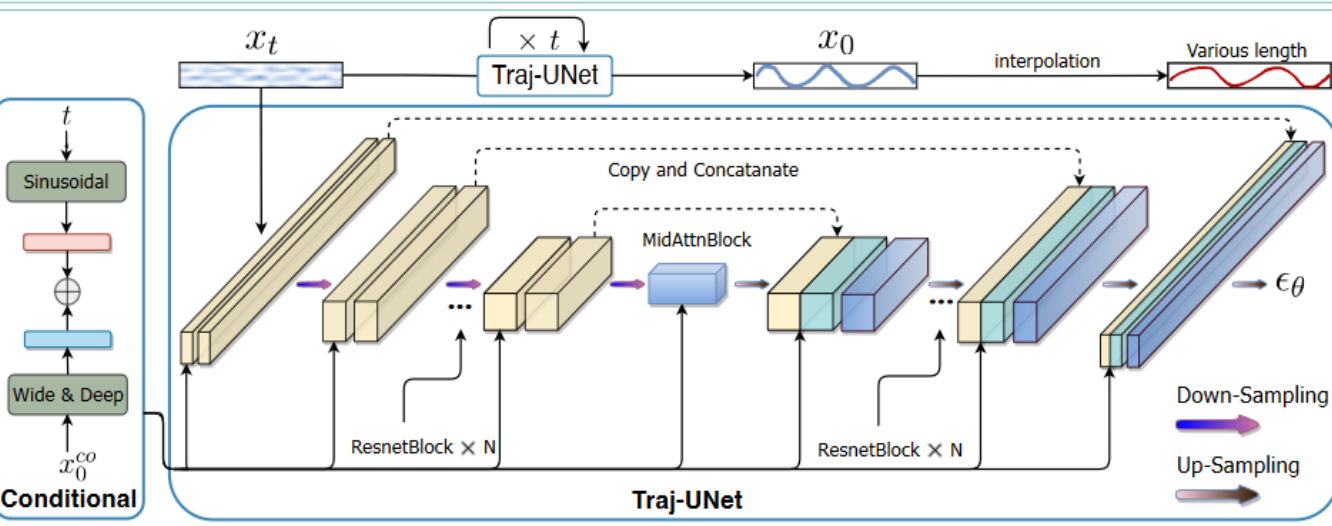 x_t
× t
Traj-UNet
x_0
interpolation
Various length
t
Sinusoidal
Wide & Deep
x_0^{co}
Conditional
Copy and Concatanate
MidAttnBlock
...
...
ϵ_θ
ResnetBlock × N
ResnetBlock × N
Down-Sampling
Up-Sampling
Traj-UNet